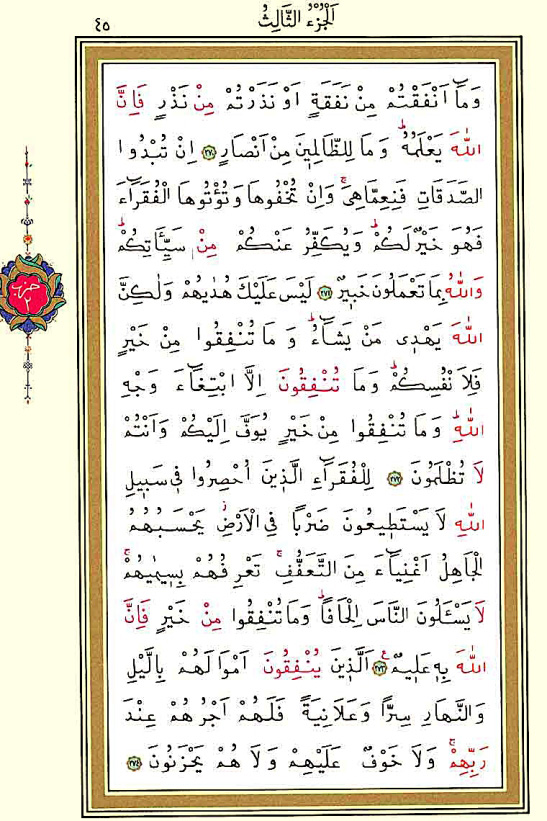 اَلْجُزْءُ الثَّالِثُ
٤٥
وَمَٓا اَنْفَقْتُمْ مِنْ نَفَقَةٍ اَوْ نَذَرْتُمْ مِنْ نَذْرٍ فَاِنَّ
اللّٰهَ يَعْلَمُهُۜ وَمَا لِلظَّالِم۪ينَ مِنْ اَنْصَارٍ ﴿٢٧٠﴾ اِنْ تُبْدُوا
الصَّدَقَاتِ فَنِعِمَّا هِيَۚ وَاِنْ تُخْفُوهَا وَتُؤْتُوهَا الْفُقَرَٓاءَ
فَهُوَ خَيْرٌ لَكُمْۜ وَيُكَفِّرُ عَنْكُمْ مِنْ سَيِّـَٔاتِكُمْۜ
وَاللّٰهُ بِمَا تَعْمَلُونَ خَب۪يرٌ ﴿٢٧١﴾ لَيْسَ عَلَيْكَ هُدٰيهُمْ وَلٰكِنَّ
اللّٰهَ يَهْد۪ي مَنْ يَشَٓاءُۜ وَمَا تُنْفِقُوا مِنْ خَيْرٍ
فَلِاَنْفُسِكُمْۜ وَمَا تُنْفِقُونَ اِلَّا ابْتِغَٓاءَ وَجْهِ
اللّٰهِۜ وَمَا تُنْفِقُوا مِنْ خَيْرٍ يُوَفَّ اِلَيْكُمْ وَاَنْتُمْ
لَا تُظْلَمُونَ ﴿٢٧٢﴾ لِلْفُقَرَٓاءِ الَّذ۪ينَ اُحْصِرُوا ف۪ي سَب۪يلِ
اللّٰهِ لَا يَسْتَط۪يعُونَ ضَرْبًا فِي الْاَرْضِۘ يَحْسَبُهُمُ
الْجَاهِلُ اَغْنِيَٓاءَ مِنَ التَّعَفُّفِۚ تَعْرِفُهُمْ بِس۪يمٰيهُمْۚ
لَا يَسْـَٔلُونَ النَّاسَ اِلْحَافًاۜ وَمَا تُنْفِقُوا مِنْ خَيْرٍ فَاِنَّ
اللّٰهَ بِه۪ عَل۪يمٌ۟ ﴿٢٧٣﴾ اَلَّذ۪ينَ يُنْفِقُونَ اَمْوَالَهُمْ بِالَّيْلِ
وَالنَّهَارِ سِرًّا وَعَلَانِيَةً فَلَهُمْ اَجْرُهُمْ عِنْدَ
رَبِّهِمْۚ وَلَا خَوْفٌ عَلَيْهِمْ وَلَا هُمْ يَحْزَنُونَ ﴿٢٧٤﴾
حزب